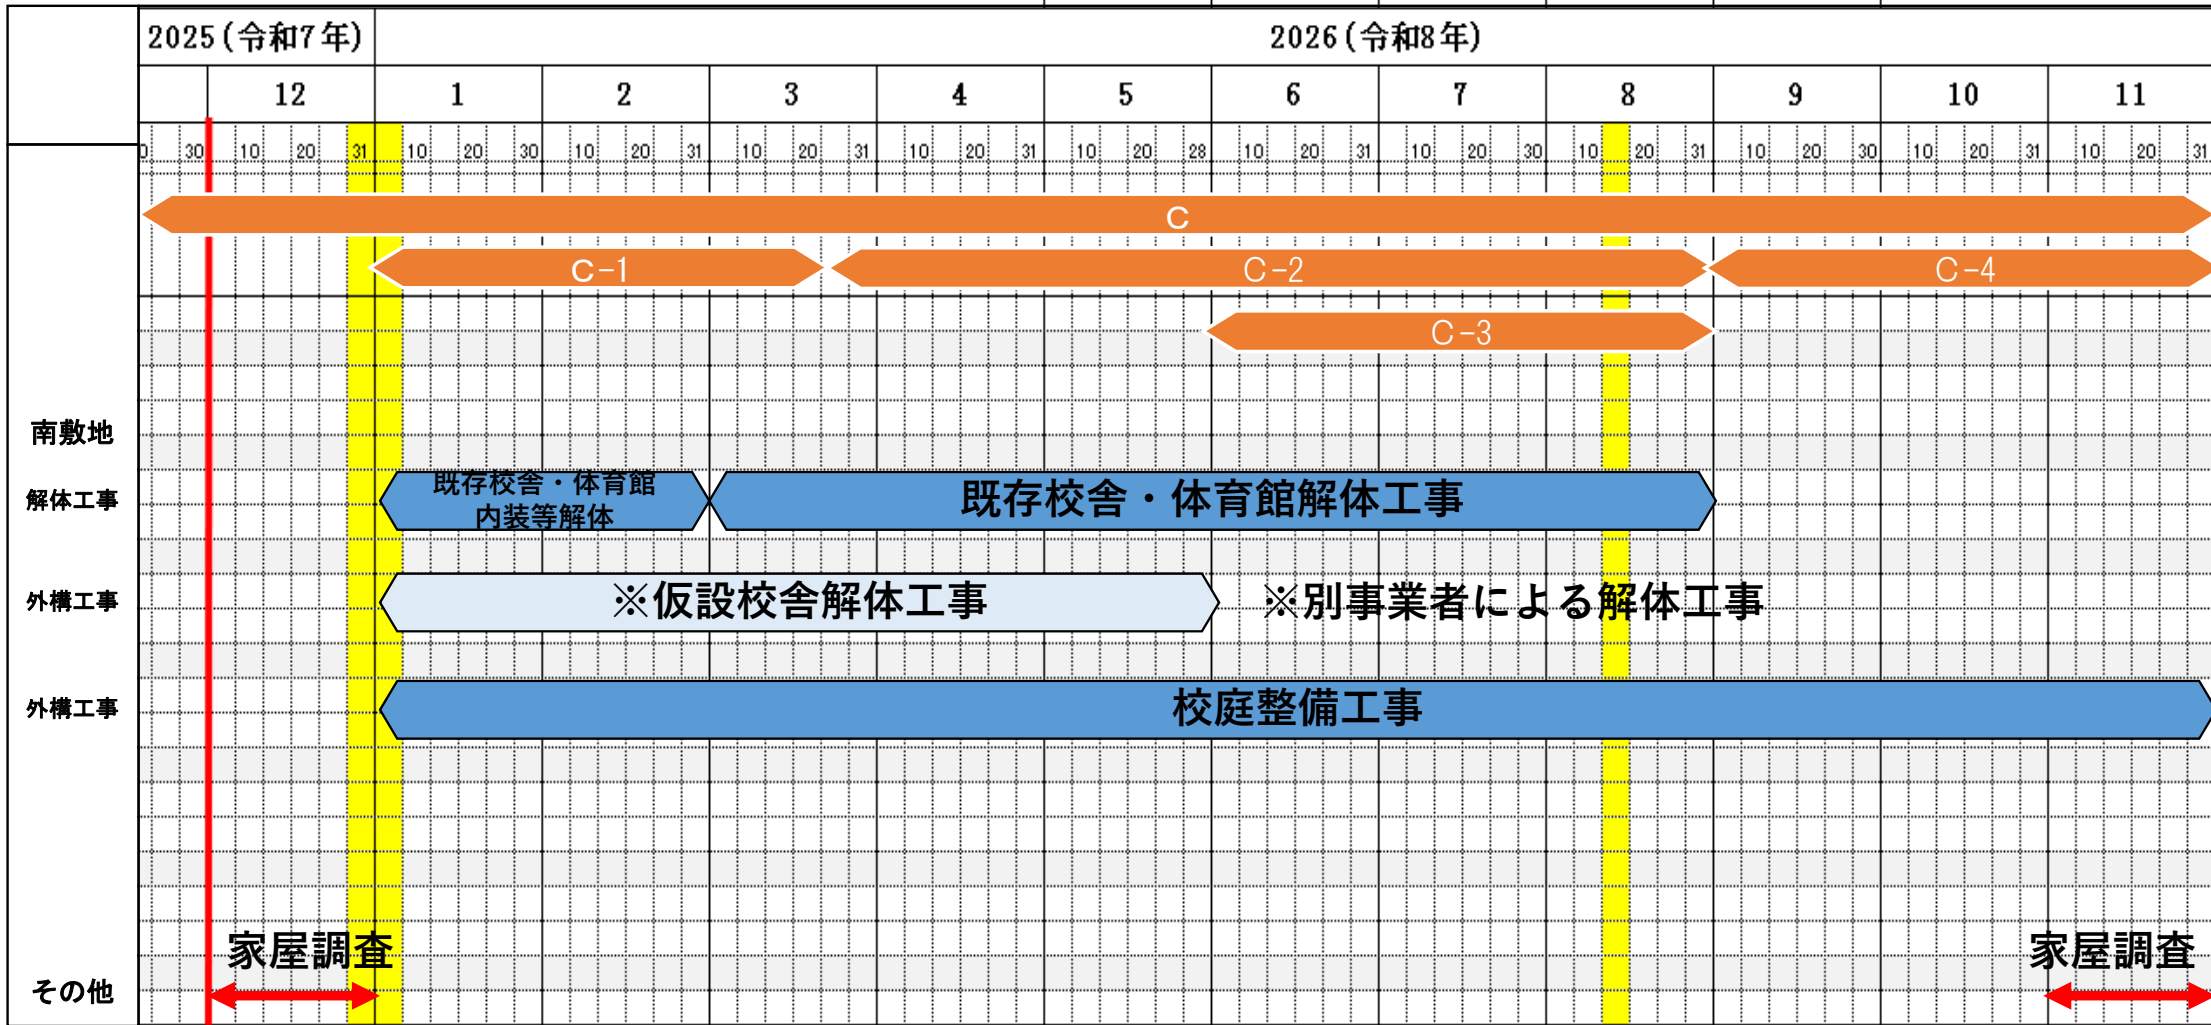 2025(令和7年) 2026(令和8年)
12 1 2 3 4 5 6 7 8 9 10 11
0 30 10 20 31 10 20 30 10 20 31 10 20 31 10 20 31 10 20 28 10 20 31 10 20 30 10 20 31 10 20 30 10 20 31 10 20 31
C
C-1 C-2 C-4
C-3
南敷地
解体工事
既存校舎・体育館
内装等解体
既存校舎・体育館解体工事
外構工事 ※仮設校舎解体工事 ※別事業者による解体工事
外構工事 校庭整備工事
家屋調査 家屋調査
その他